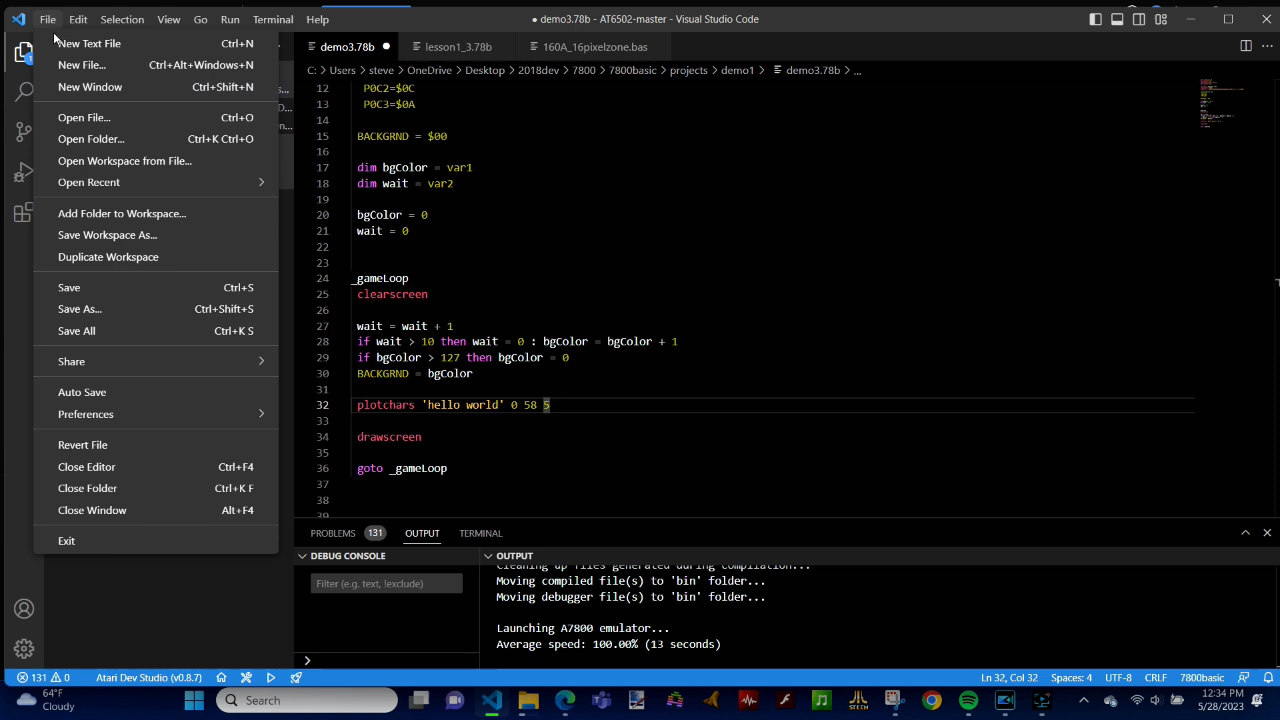 File Edit Selection View Go Run Terminal Help
● demo3.78b - AT6502-master - Visual Studio Code
demo3.78b ● lesson1_3.78b 160A_16pixelzone.bas
C: > Users > steve > OneDrive > Desktop > 2018dev > 7800 > 7800basic > projects > demo1 > demo3.78b > ...
New Text File Ctrl+N
New File... Ctrl+Alt+Windows+N
New Window Ctrl+Shift+N
Open File... Ctrl+O
Open Folder... Ctrl+K Ctrl+O
Open Workspace from File...
Open Recent
Add Folder to Workspace...
Save Workspace As...
Duplicate Workspace
Save Ctrl+S
Save As... Ctrl+Shift+S
Save All Ctrl+K S
Share
Auto Save
Preferences
Revert File
Close Editor Ctrl+F4
Close Folder Ctrl+K F
Close Window Alt+F4
Exit
12 P0C2=$0C
13 P0C3=$0A
14
15 BACKGRND = $00
16
17 dim bgColor = var1
18 dim wait = var2
19
20 bgColor = 0
21 wait = 0
22
23
24 _gameLoop
25 clearscreen
26
27 wait = wait + 1
28 if wait > 10 then wait = 0 : bgColor = bgColor + 1
29 if bgColor > 127 then bgColor = 0
30 BACKGRND = bgColor
31
32 plotchars 'hello world' 0 58 5
33
34 drawscreen
35
36 goto _gameLoop
37
38
39
PROBLEMS 131 OUTPUT TERMINAL
DEBUG CONSOLE
Filter (e.g. text, !exclude)
OUTPUT
Cleaning up files generated during compilation...
Moving compiled file(s) to 'bin' folder...
Moving debugger file(s) to 'bin' folder...
Launching A7800 emulator...
Average speed: 100.00% (13 seconds)
131 0 Atari Dev Studio (v0.8.7) Ln 32, Col 32 Spaces: 4 UTF-8 CRLF 7800basic
64°F
Cloudy
Search
12:34 PM
5/28/2023